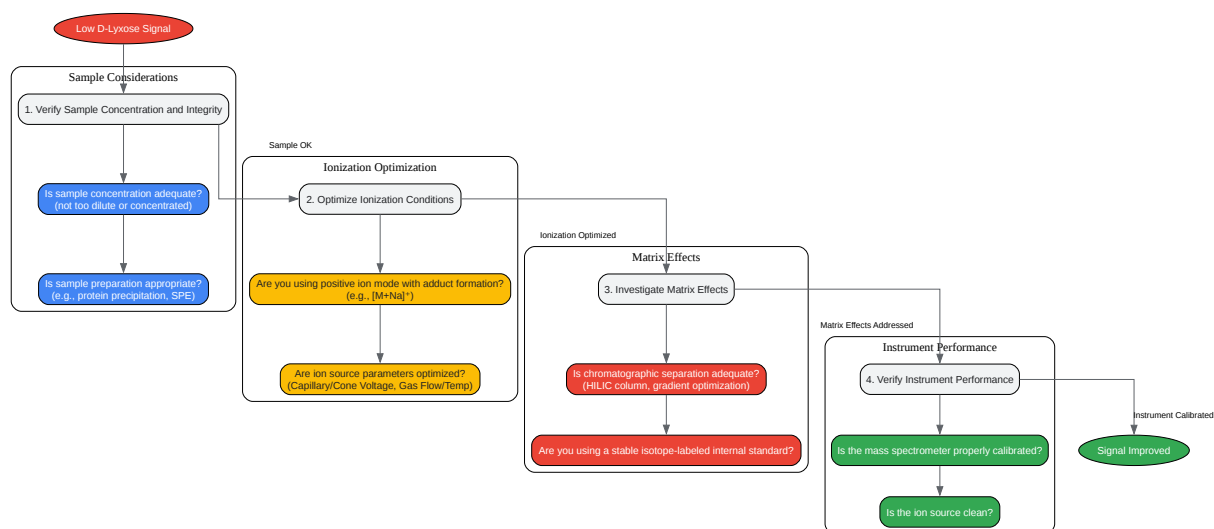 Low D-Lyxose Signal
Sample Considerations
1. Verify Sample Concentration and Integrity
Is sample concentration adequate?
(not too dilute or concentrated)
Is sample preparation appropriate?
(e.g., protein precipitation, SPE)
Sample OK
Ionization Optimization
2. Optimize Ionization Conditions
Are you using positive ion mode with adduct formation?
(e.g., [M+Na]⁺)
Are ion source parameters optimized?
(Capillary/Cone Voltage, Gas Flow/Temp)
Ionization Optimized
Matrix Effects
3. Investigate Matrix Effects
Is chromatographic separation adequate?
(HILIC column, gradient optimization)
Are you using a stable isotope-labeled internal standard?
Matrix Effects Addressed
Instrument Performance
4. Verify Instrument Performance
Is the mass spectrometer properly calibrated?
Is the ion source clean?
Instrument Calibrated
Signal Improved